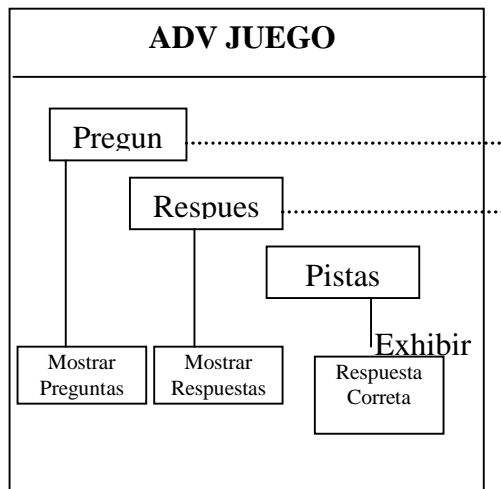 ADV JUEGO
Pregun
Respues
Pistas
Exhibir
Mostrar
Preguntas
Mostrar
Respuestas
Respuesta
Correta